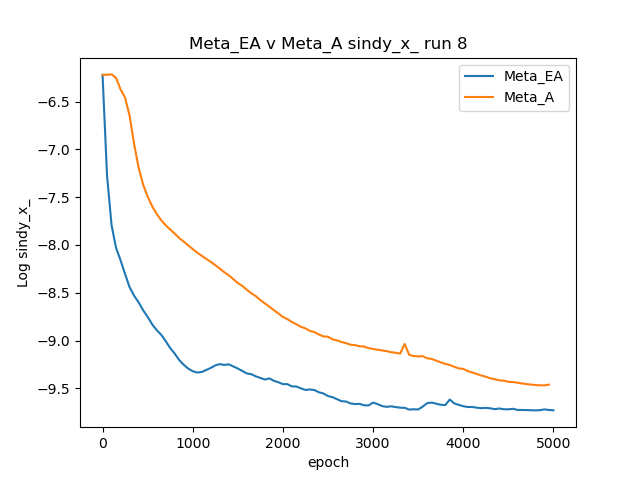 Meta_EA v Meta_A sindy_x_ run 8
Meta_EA
Meta_A
Log sindy_x_
−6.5
−7.0
−7.5
−8.0
−8.5
−9.0
−9.5
0
1000
2000
3000
4000
5000
epoch